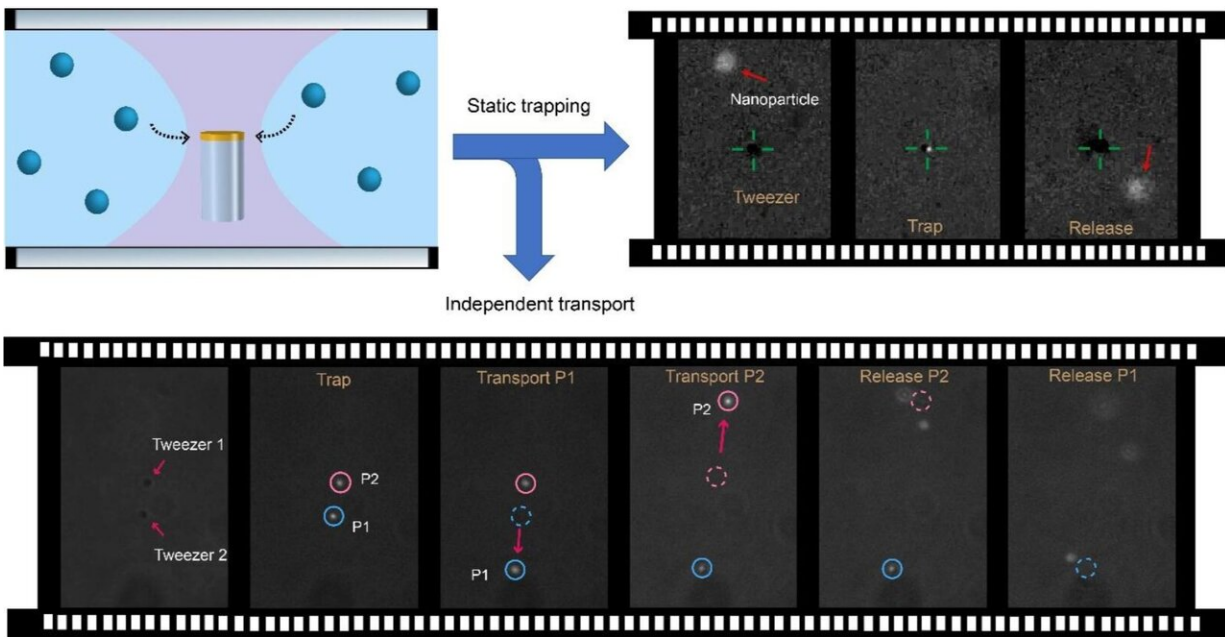 Static trapping
Nanoparticle
Tweezer
Trap
Release
Independent transport
Trap
Transport P1
Transport P2
Release P2
Release P1
P2
Tweezer 1
P2
P1
Tweezer 2
P1